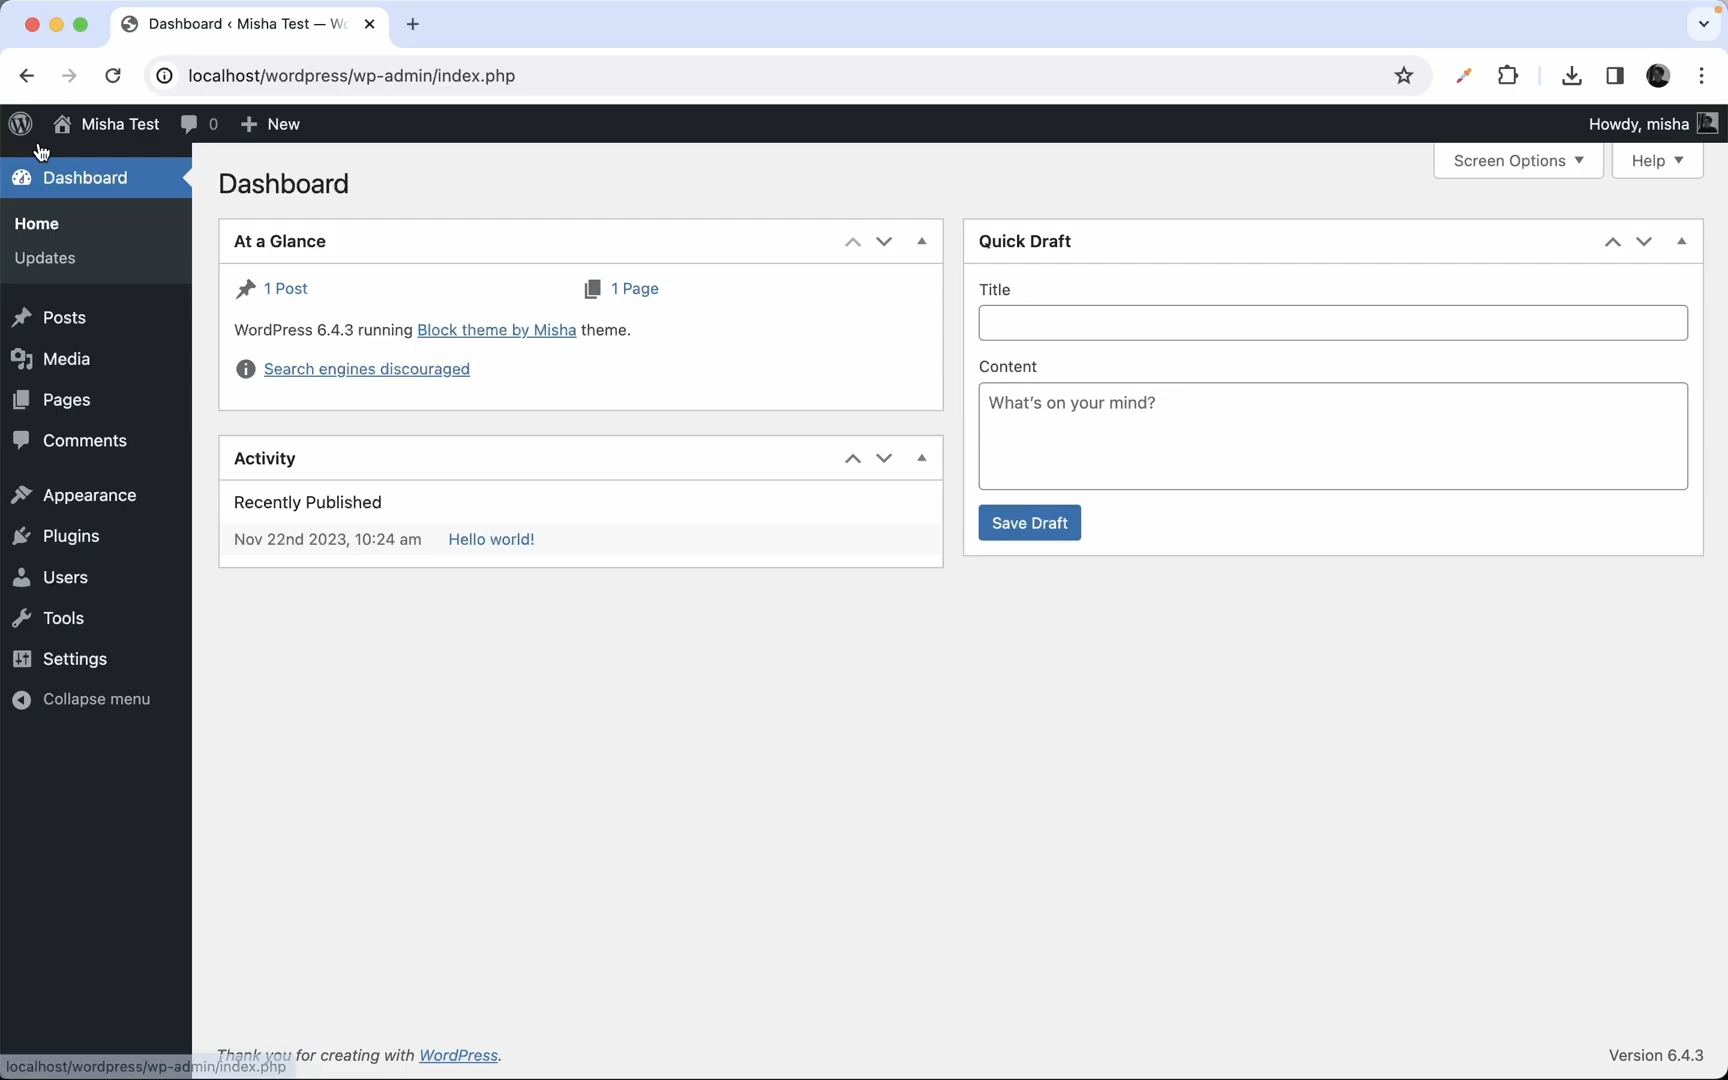 Dashboard ‹ Misha Test — Wo
localhost/wordpress/wp-admin/index.php
Misha Test 0 New Howdy, misha
Screen Options Help
Dashboard
Home
Updates
Posts
Media
Pages
Comments
Appearance
Plugins
Users
Tools
Settings
Collapse menu
Dashboard
At a Glance
1 Post 1 Page
WordPress 6.4.3 running Block theme by Misha theme.
Search engines discouraged
Activity
Recently Published
Nov 22nd 2023, 10:24 am Hello world!
Quick Draft
Title
Content
What's on your mind?
Save Draft
Thank you for creating with WordPress.
Version 6.4.3
localhost/wordpress/wp-admin/index.php